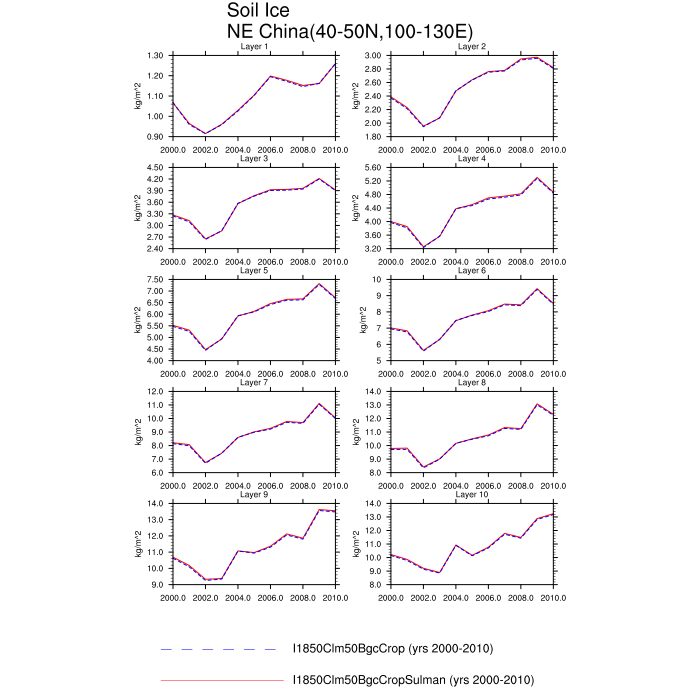 Soil Ice
NE China(40-50N,100-130E)
Layer 1
Layer 2
1.30
1.20
1.10
1.00
0.90
kg/m^2
2000.0 2002.0 2004.0 2006.0 2008.0 2010.0
3.00
2.80
2.60
2.40
2.20
2.00
1.80
kg/m^2
2000.0 2002.0 2004.0 2006.0 2008.0 2010.0
Layer 3
Layer 4
4.50
4.20
3.90
3.60
3.30
3.00
2.70
2.40
kg/m^2
2000.0 2002.0 2004.0 2006.0 2008.0 2010.0
5.60
5.20
4.80
4.40
4.00
3.60
3.20
kg/m^2
2000.0 2002.0 2004.0 2006.0 2008.0 2010.0
Layer 5
Layer 6
7.50
7.00
6.50
6.00
5.50
5.00
4.50
4.00
kg/m^2
2000.0 2002.0 2004.0 2006.0 2008.0 2010.0
10
9
8
7
6
5
kg/m^2
2000.0 2002.0 2004.0 2006.0 2008.0 2010.0
Layer 7
Layer 8
12.0
11.0
10.0
9.0
8.0
7.0
6.0
kg/m^2
2000.0 2002.0 2004.0 2006.0 2008.0 2010.0
14.0
13.0
12.0
11.0
10.0
9.0
8.0
kg/m^2
2000.0 2002.0 2004.0 2006.0 2008.0 2010.0
Layer 9
Layer 10
14.0
13.0
12.0
11.0
10.0
9.0
kg/m^2
2000.0 2002.0 2004.0 2006.0 2008.0 2010.0
14.0
13.0
12.0
11.0
10.0
9.0
8.0
kg/m^2
2000.0 2002.0 2004.0 2006.0 2008.0 2010.0
I1850Clm50BgcCrop (yrs 2000-2010)
I1850Clm50BgcCropSulman (yrs 2000-2010)